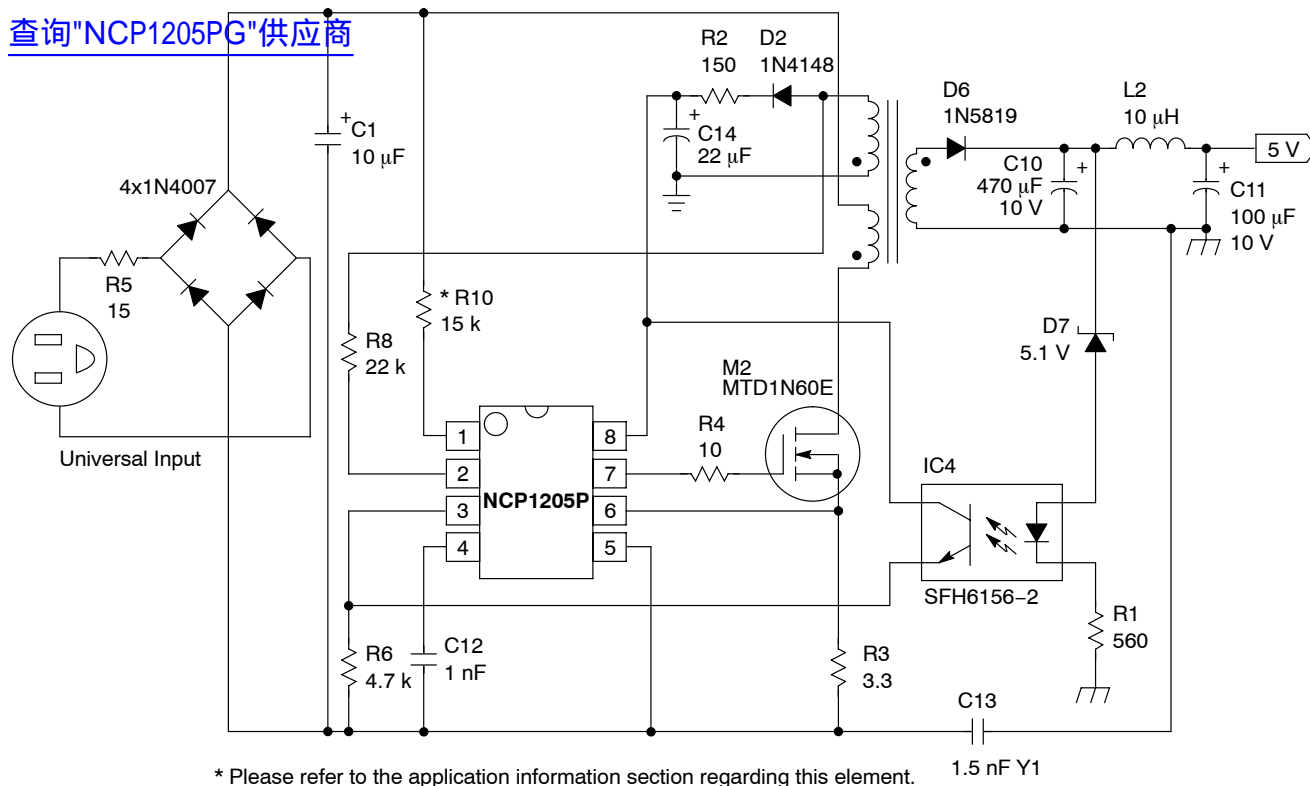 查询"NCP1205PG"供应商
R2
150
D2
1N4148
+
C1
10 μF
+
C14
22 μF
D6
1N5819
L2
10 μH
5 V
C10
470 μF
10 V
+
+
C11
100 μF
10 V
4x1N4007
R5
15
* R10
15 k
R8
22 k
D7
5.1 V
M2
MTD1N60E
R4
10
Universal Input
1
2
3
4
NCP1205P
8
7
6
5
IC4
SFH6156−2
R6
4.7 k
C12
1 nF
R3
3.3
R1
560
C13
1.5 nF Y1
* Please refer to the application information section regarding this element.